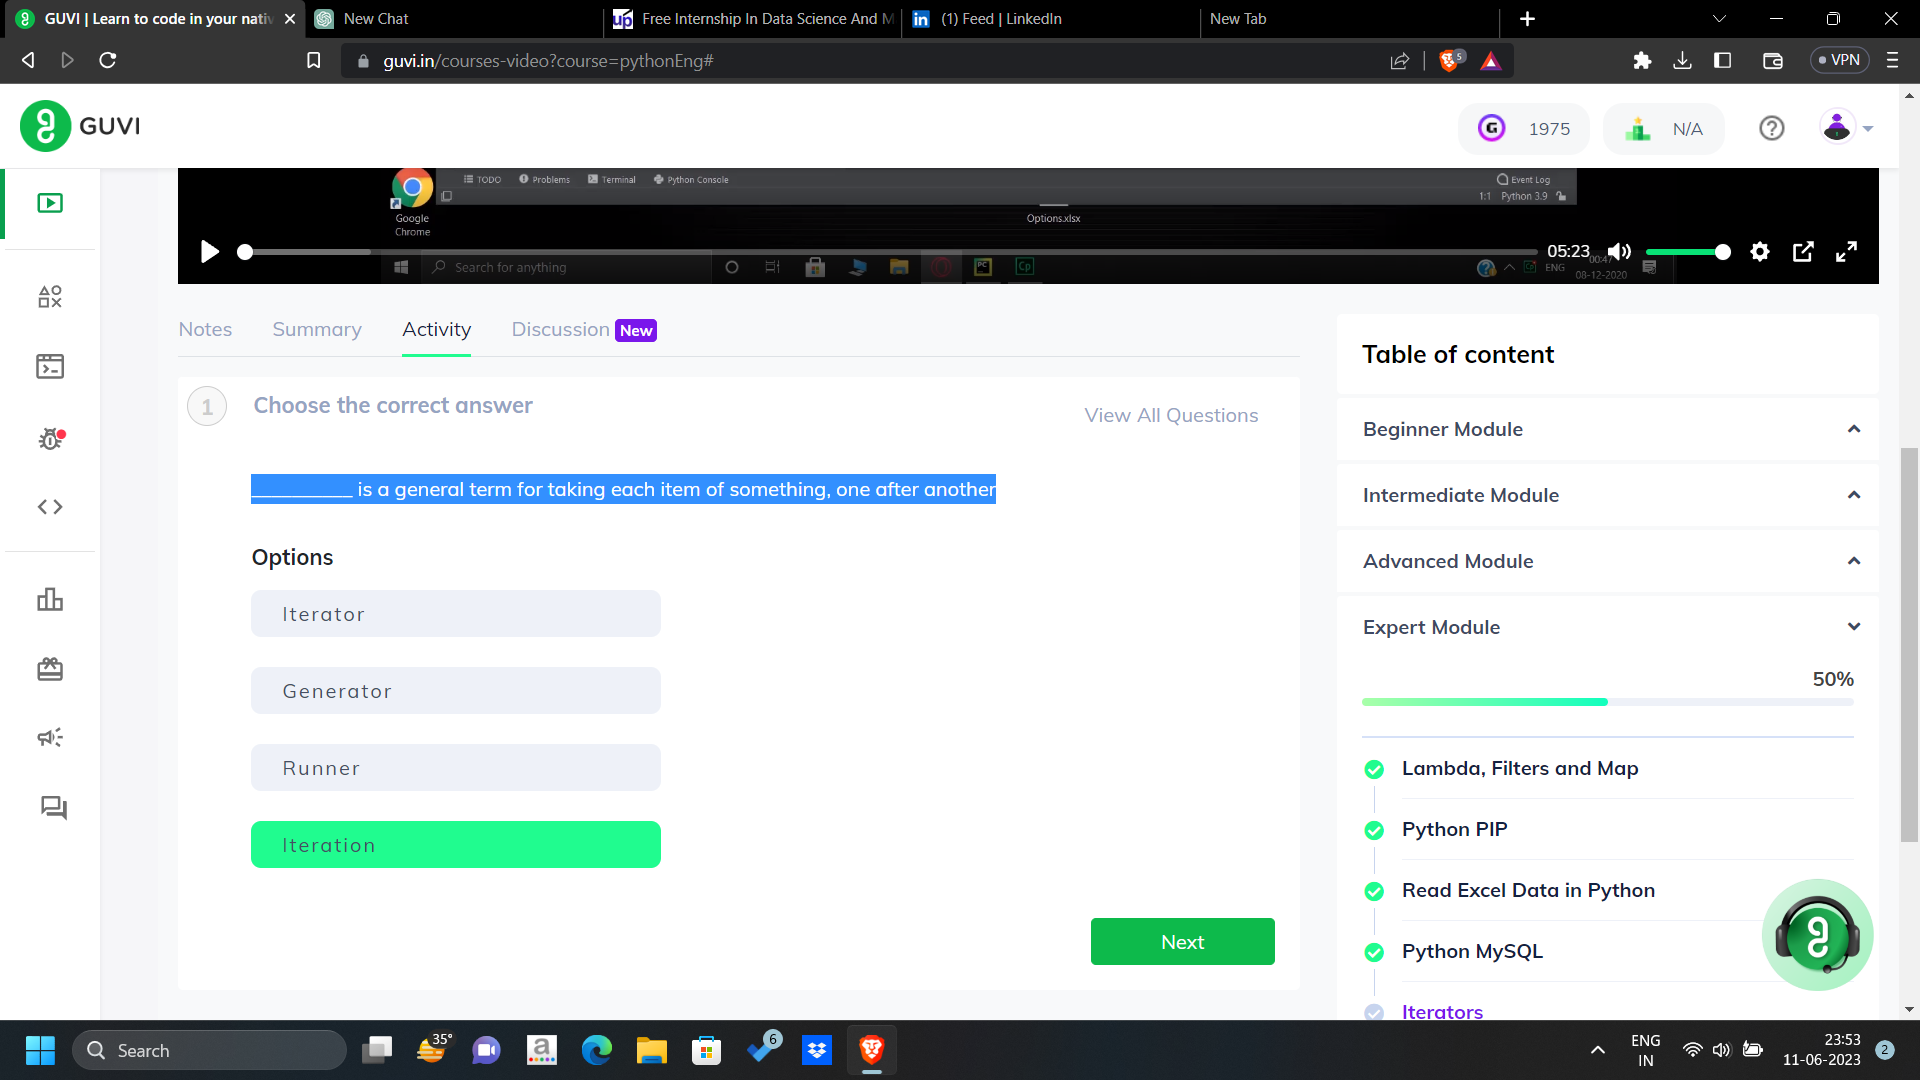 GUVI | Learn to code in your nativ
New Chat
Free Internship In Data Science And M
(1) Feed | LinkedIn
New Tab
guvi.in/courses-video?course=pythonEng#
5
VPN
GUVI
G
1975
N/A
TODO
Problems
Terminal
Python Console
Event Log
1:1 Python 3.9
Google
Chrome
Options.xlsx
05:23
Search for anything
PC
Cp
ENG
00:47
08-12-2020
Notes
Summary
Activity
Discussion
New
1
Choose the correct answer
View All Questions
__________ is a general term for taking each item of something, one after another
Options
Iterator
Generator
Runner
Iteration
Next
Table of content
Beginner Module
Intermediate Module
Advanced Module
Expert Module
50%
Lambda, Filters and Map
Python PIP
Read Excel Data in Python
Python MySQL
Iterators
Search
35°
a
6
ENG
IN
23:53
11-06-2023
2